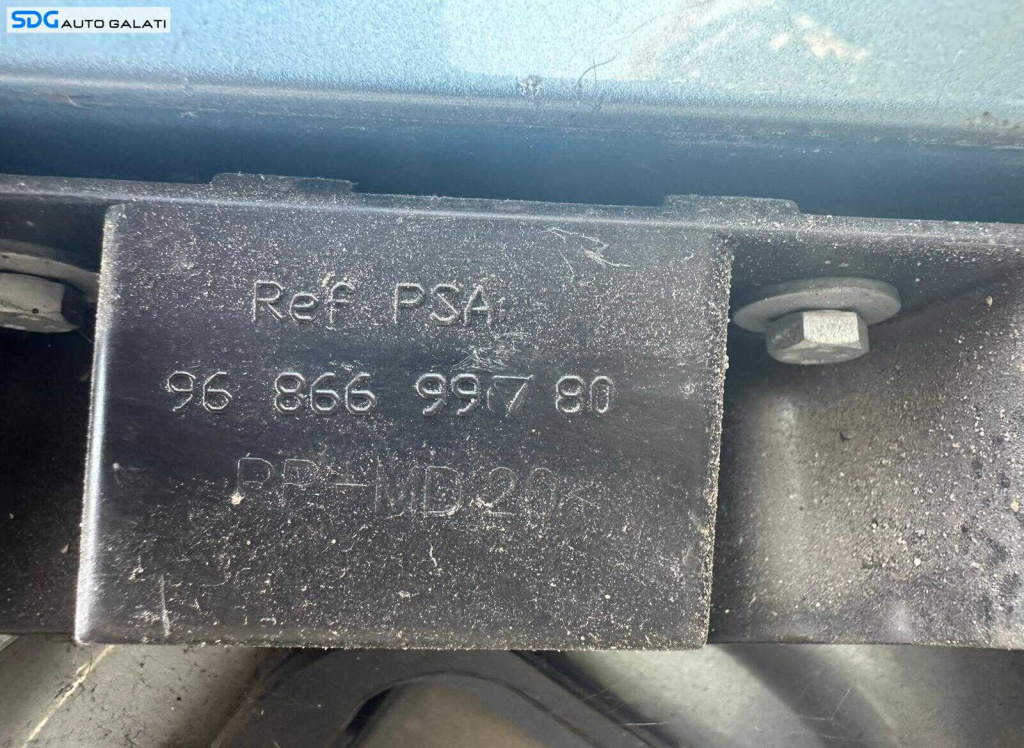 SDG AUTO GALATI
Ref PSA
96 866 997 80
PP-MD20